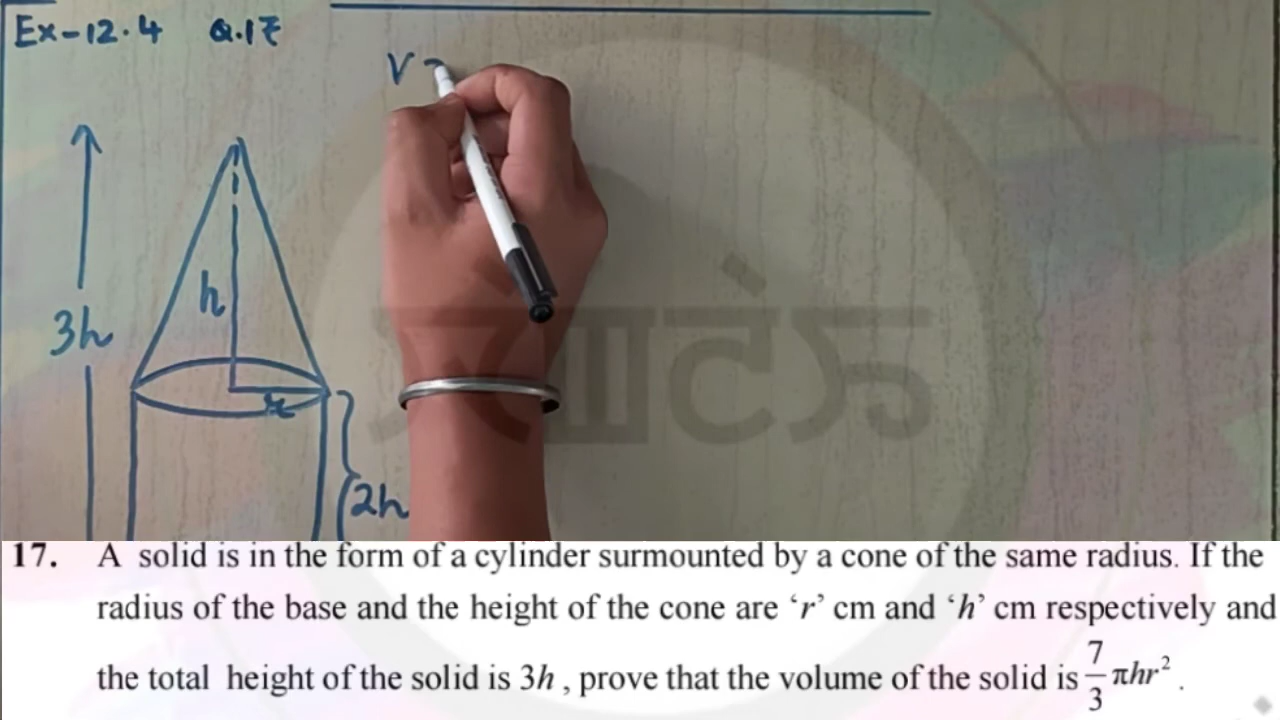 Ex-12.4 Q.17
V =
3h
h
r
2h
17. A solid is in the form of a cylinder surmounted by a cone of the same radius. If the
radius of the base and the height of the cone are ‘r’ cm and ‘h’ cm respectively and
the total height of the solid is 3h , prove that the volume of the solid is 7/3 πhr² .